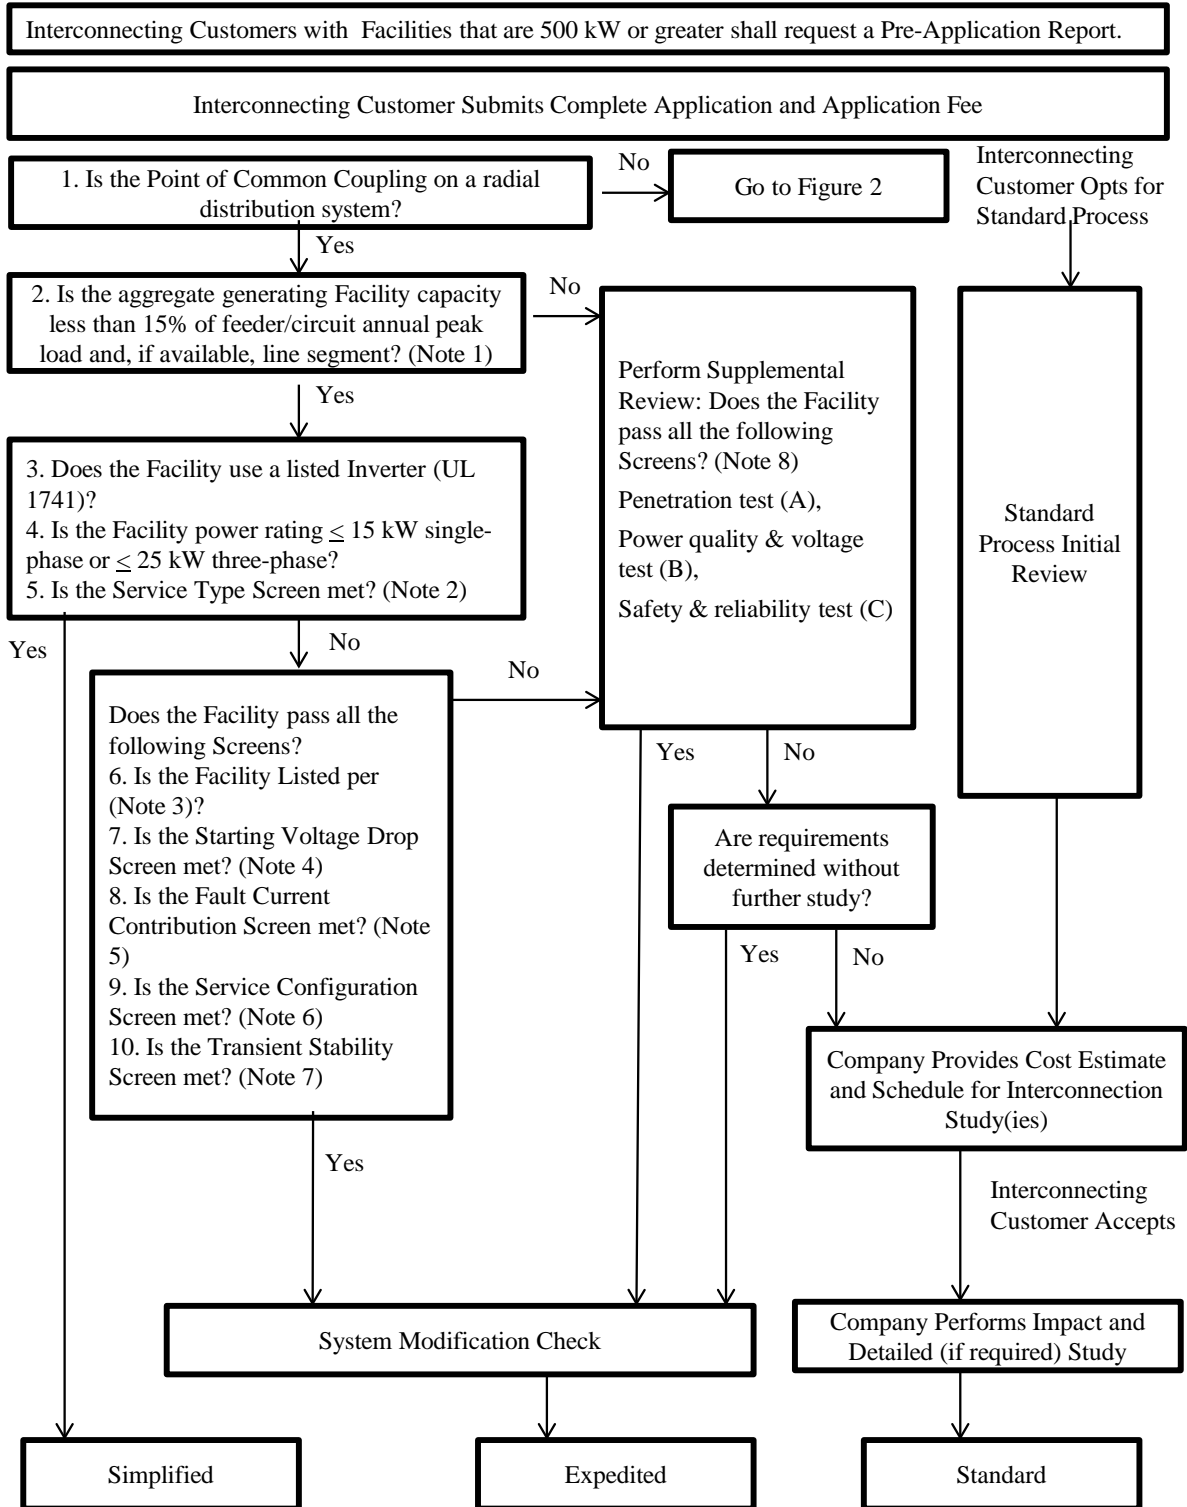 Interconnecting Customers with Facilities that are 500 kW or greater shall request a Pre-Application Report.
Interconnecting Customer Submits Complete Application and Application Fee
1. Is the Point of Common Coupling on a radial
distribution system?
No
Go to Figure 2
Interconnecting
Customer Opts for
Standard Process
Yes
2. Is the aggregate generating Facility capacity
less than 15% of feeder/circuit annual peak
load and, if available, line segment? (Note 1)
No
Yes
Perform Supplemental
Review: Does the Facility
pass all the following
Screens? (Note 8)
Penetration test (A),
Power quality & voltage
test (B),
Safety & reliability test (C)
Standard
Process Initial
Review
3. Does the Facility use a listed Inverter (UL
1741)?
4. Is the Facility power rating ≤ 15 kW single-
phase or ≤ 25 kW three-phase?
5. Is the Service Type Screen met? (Note 2)
Yes
No
No
Does the Facility pass all the
following Screens?
6. Is the Facility Listed per
(Note 3)?
7. Is the Starting Voltage Drop
Screen met? (Note 4)
8. Is the Fault Current
Contribution Screen met? (Note
5)
9. Is the Service Configuration
Screen met? (Note 6)
10. Is the Transient Stability
Screen met? (Note 7)
Yes
No
Are requirements
determined without
further study?
Yes
No
Company Provides Cost Estimate
and Schedule for Interconnection
Study(ies)
Yes
Interconnecting
Customer Accepts
System Modification Check
Company Performs Impact and
Detailed (if required) Study
Simplified
Expedited
Standard